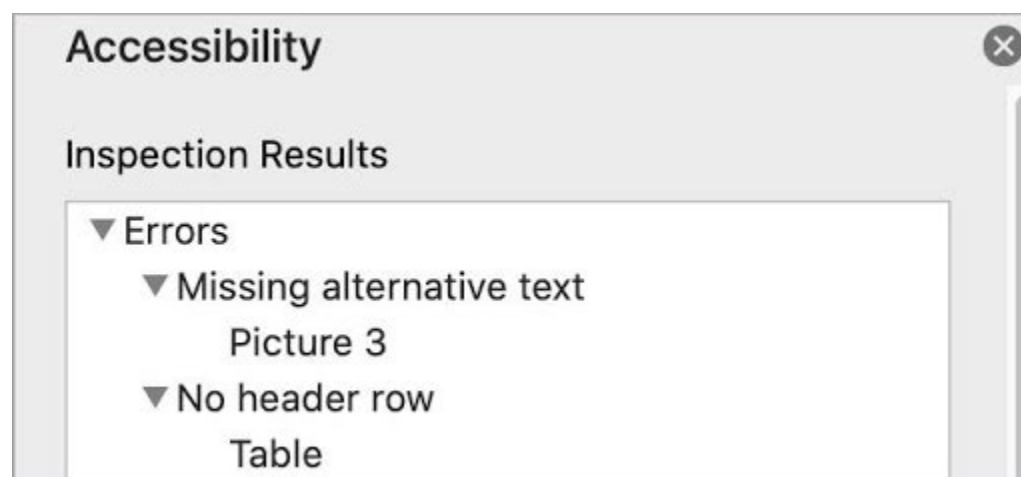 Accessibility
Inspection Results
Errors
Missing alternative text
Picture 3
No header row
Table